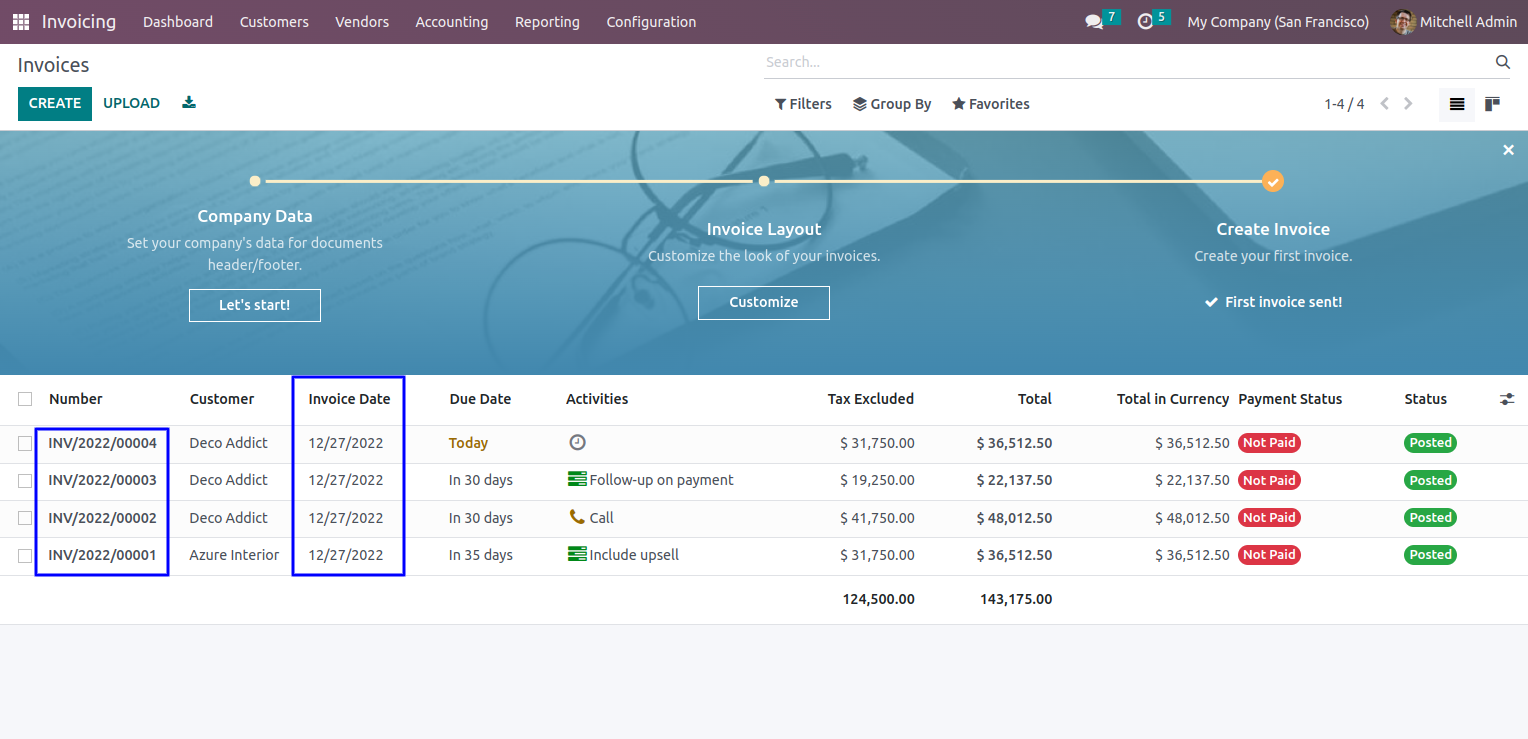 Invoicing Dashboard Customers Vendors Accounting Reporting Configuration 7 5 My Company (San Francisco) Mitchell Admin
Invoices Search...
CREATE UPLOAD Filters Group By Favorites 1-4 / 4
Company Data
Set your company's data for documents
header/footer.
Let's start!
Invoice Layout
Customize the look of your invoices.
Customize
Create Invoice
Create your first invoice.
First invoice sent!
Number Customer Invoice Date Due Date Activities Tax Excluded Total Total in Currency Payment Status Status
INV/2022/00004 Deco Addict 12/27/2022 Today $ 31,750.00 $ 36,512.50 $ 36,512.50 Not Paid Posted
INV/2022/00003 Deco Addict 12/27/2022 In 30 days Follow-up on payment $ 19,250.00 $ 22,137.50 $ 22,137.50 Not Paid Posted
INV/2022/00002 Deco Addict 12/27/2022 In 30 days Call $ 41,750.00 $ 48,012.50 $ 48,012.50 Not Paid Posted
INV/2022/00001 Azure Interior 12/27/2022 In 35 days Include upsell $ 31,750.00 $ 36,512.50 $ 36,512.50 Not Paid Posted
124,500.00 143,175.00